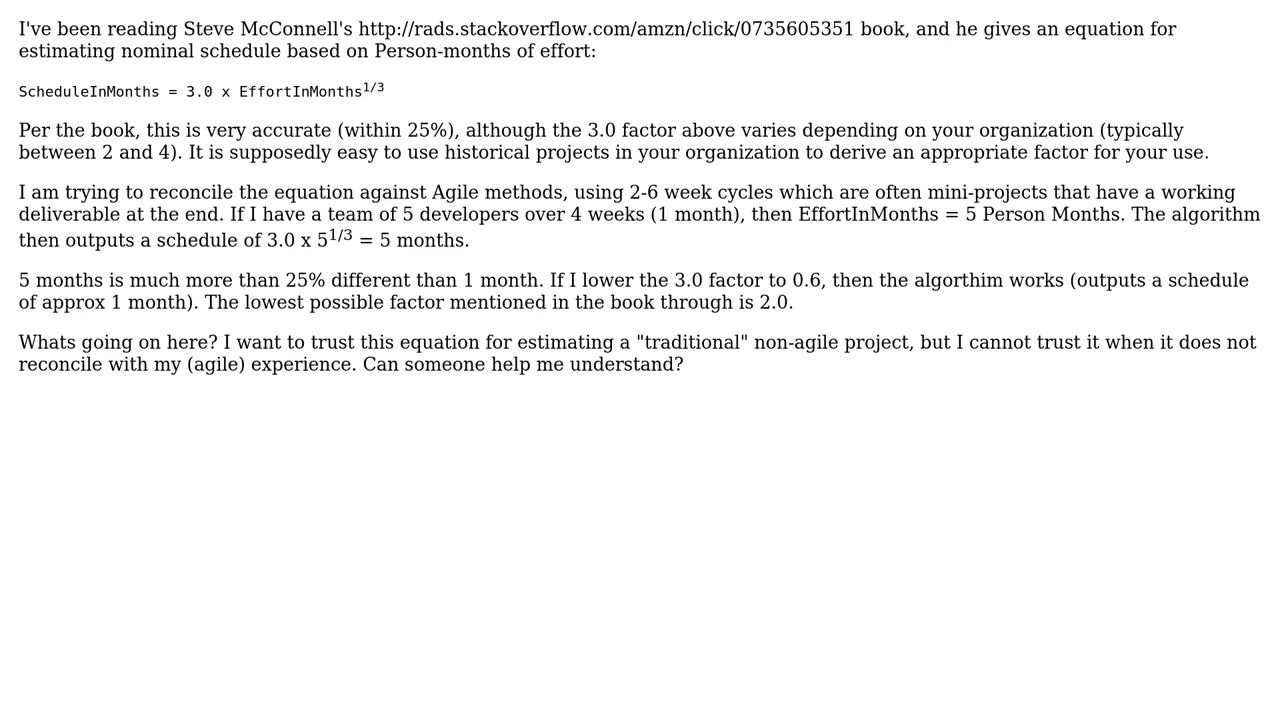 I've been reading Steve McConnell's http://rads.stackoverflow.com/amzn/click/0735605351 book, and he gives an equation for
estimating nominal schedule based on Person-months of effort:
ScheduleInMonths = 3.0 x EffortInMonths^1/3
Per the book, this is very accurate (within 25%), although the 3.0 factor above varies depending on your organization (typically
between 2 and 4). It is supposedly easy to use historical projects in your organization to derive an appropriate factor for your use.
I am trying to reconcile the equation against Agile methods, using 2-6 week cycles which are often mini-projects that have a working
deliverable at the end. If I have a team of 5 developers over 4 weeks (1 month), then EffortInMonths = 5 Person Months. The algorithm
then outputs a schedule of 3.0 x 5^1/3 = 5 months.
5 months is much more than 25% different than 1 month. If I lower the 3.0 factor to 0.6, then the algorthim works (outputs a schedule
of approx 1 month). The lowest possible factor mentioned in the book through is 2.0.
Whats going on here? I want to trust this equation for estimating a "traditional" non-agile project, but I cannot trust it when it does not
reconcile with my (agile) experience. Can someone help me understand?